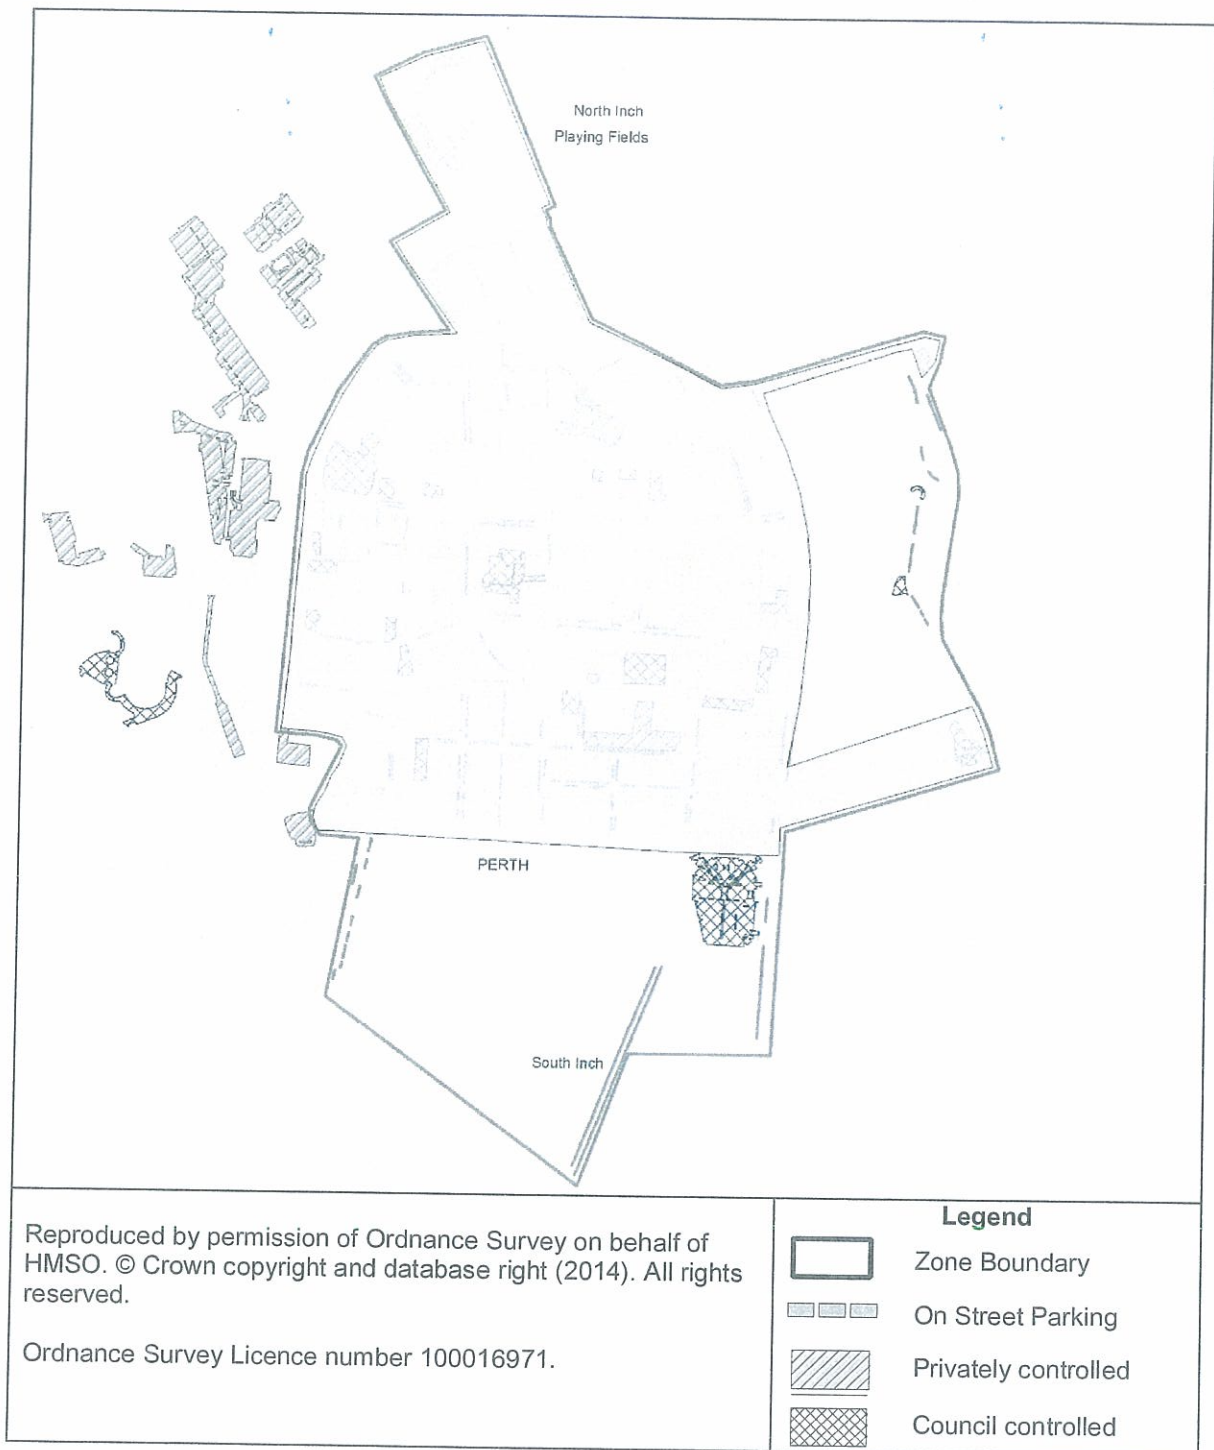 North Inch
Playing Fields
PERTH
South Inch
Reproduced by permission of Ordnance Survey on behalf of
HMSO. © Crown copyright and database right (2014). All rights
reserved.
Ordnance Survey Licence number 100016971.
Legend
Zone Boundary
On Street Parking
Privately controlled
Council controlled